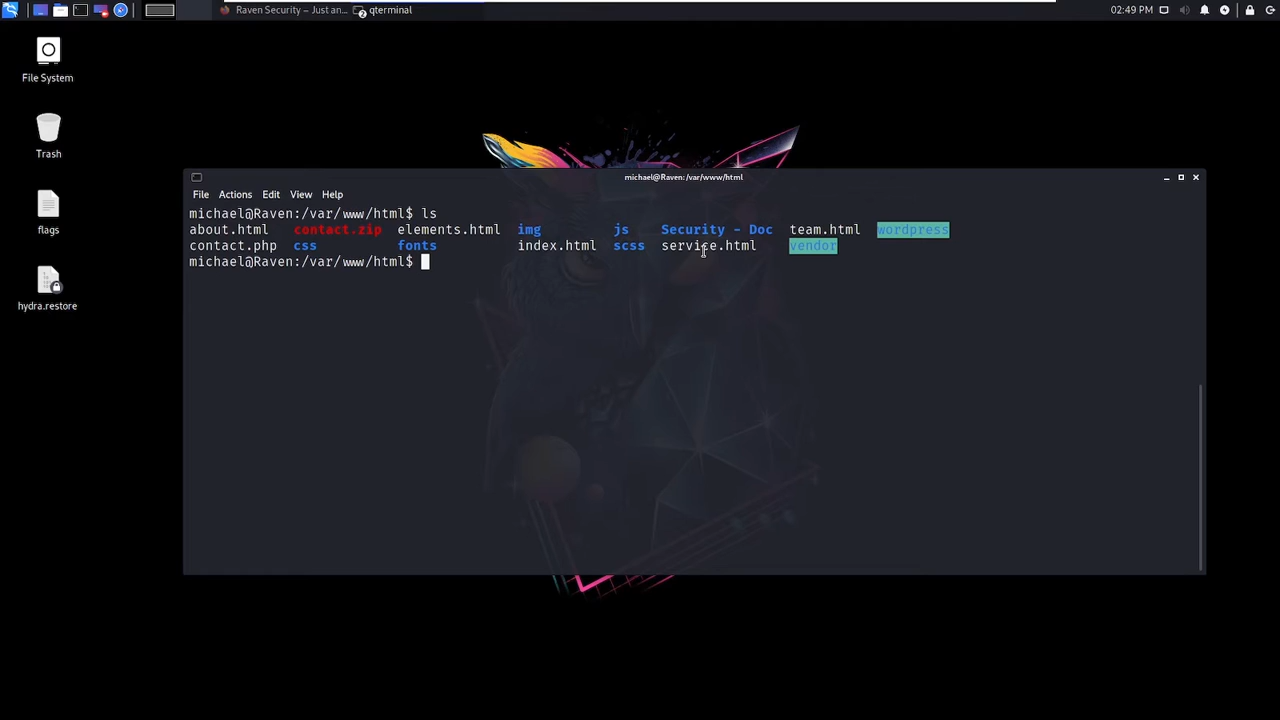 Raven Security – Just an...
qterminal
02:49 PM
File System
Trash
flags
hydra.restore
michael@Raven:/var/www/html
File Actions Edit View Help
michael@Raven:/var/www/html$ ls
about.html contact.zip elements.html img js Security - Doc team.html wordpress
contact.php css fonts index.html scss service.html vendor
michael@Raven:/var/www/html$